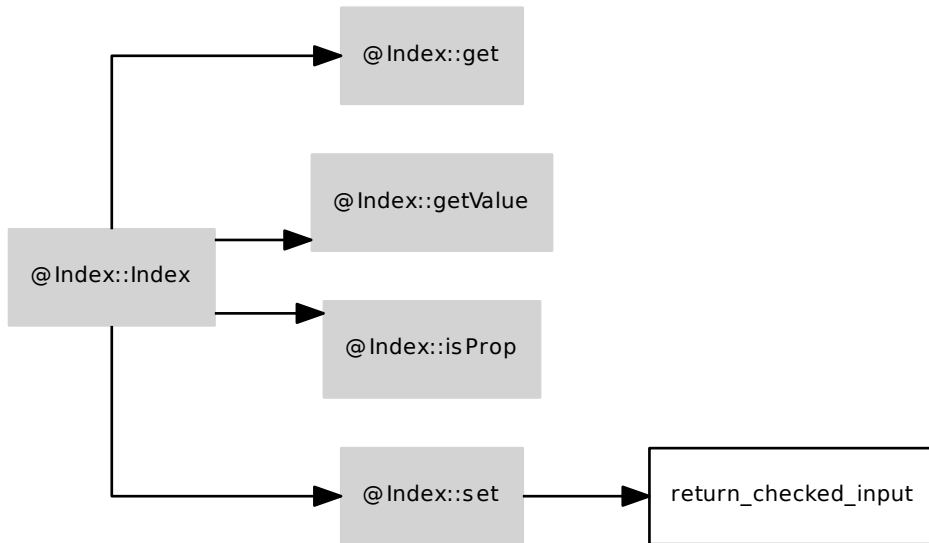 @Index::get
@Index::getValue
@Index::Index
@Index::isProp
@Index::set
return_checked_input